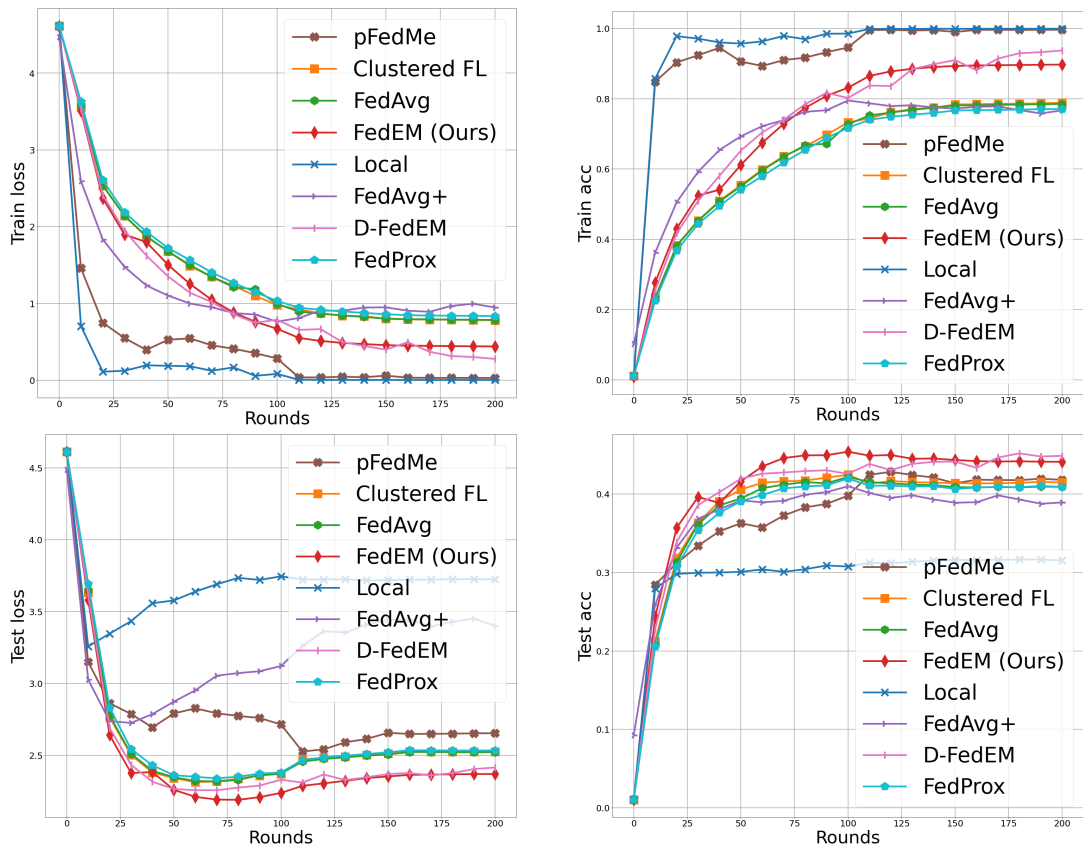 4
3
2
1
0
Train loss
0
25
50
75
100
125
150
175
200
Rounds
pFedMe
Clustered FL
FedAvg
FedEM (Ours)
Local
FedAvg+
D-FedEM
FedProx
1.0
0.8
0.6
0.4
0.2
0.0
Train acc
0
25
50
75
100
125
150
175
200
Rounds
pFedMe
Clustered FL
FedAvg
FedEM (Ours)
Local
FedAvg+
D-FedEM
FedProx
4.5
4.0
3.5
3.0
2.5
Test loss
0
25
50
75
100
125
150
175
200
Rounds
pFedMe
Clustered FL
FedAvg
FedEM (Ours)
Local
FedAvg+
D-FedEM
FedProx
0.4
0.3
0.2
0.1
0.0
Test acc
0
25
50
75
100
125
150
175
200
Rounds
pFedMe
Clustered FL
FedAvg
FedEM (Ours)
Local
FedAvg+
D-FedEM
FedProx